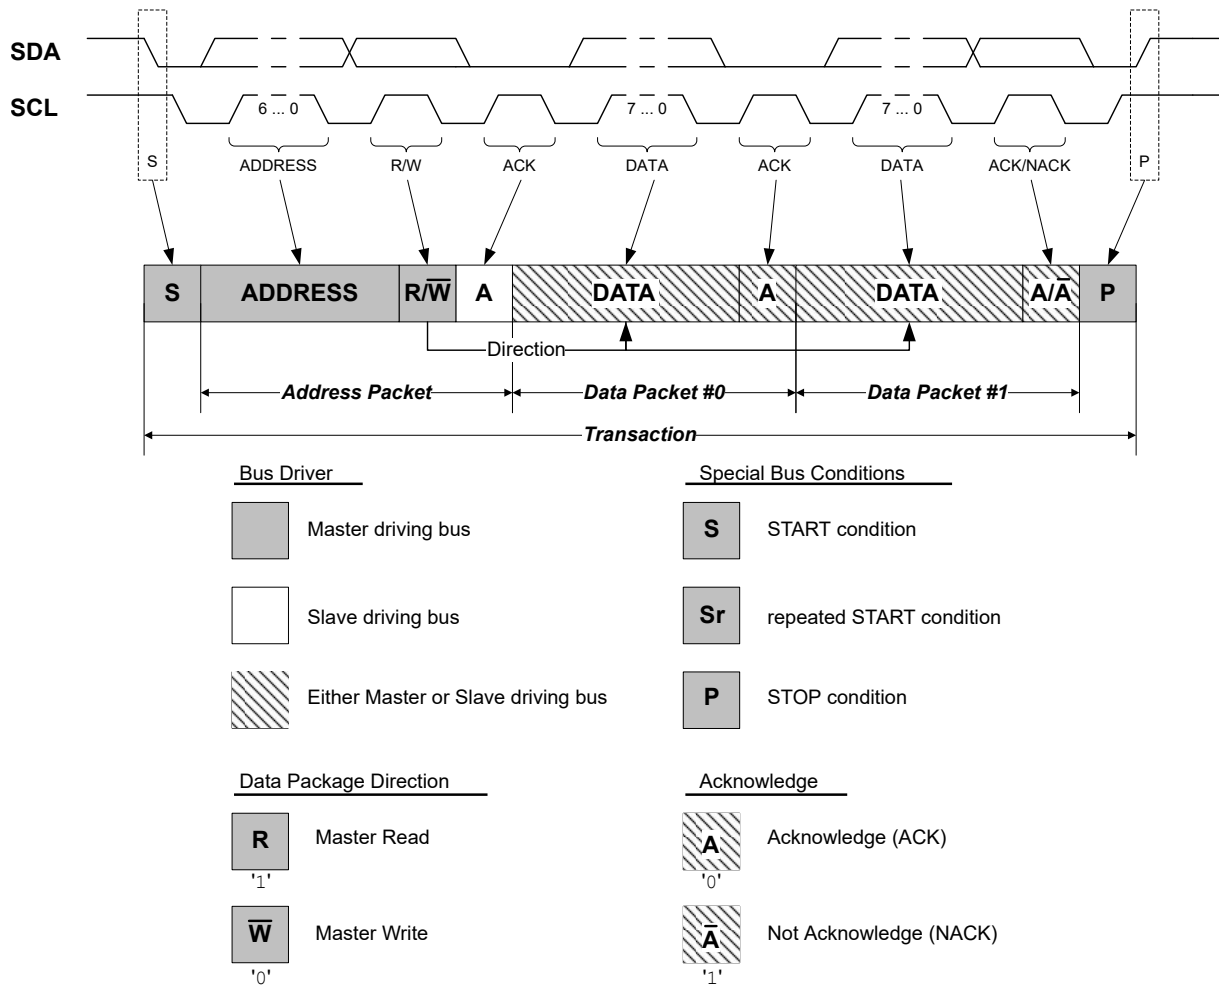 SDA
SCL
6 ... 0
7 ... 0
7 ... 0
S
ADDRESS
R/W
ACK
DATA
ACK
DATA
ACK/NACK
P
S
ADDRESS
R/W̅
A
DATA
A
DATA
A/A̅
P
Direction
Address Packet
Data Packet #0
Data Packet #1
Transaction
Bus Driver
Special Bus Conditions
Master driving bus
S
START condition
Slave driving bus
Sr
repeated START condition
Either Master or Slave driving bus
P
STOP condition
Data Package Direction
Acknowledge
R
Master Read
'1'
A
Acknowledge (ACK)
'0'
W̅
Master Write
'0'
A̅
Not Acknowledge (NACK)
'1'